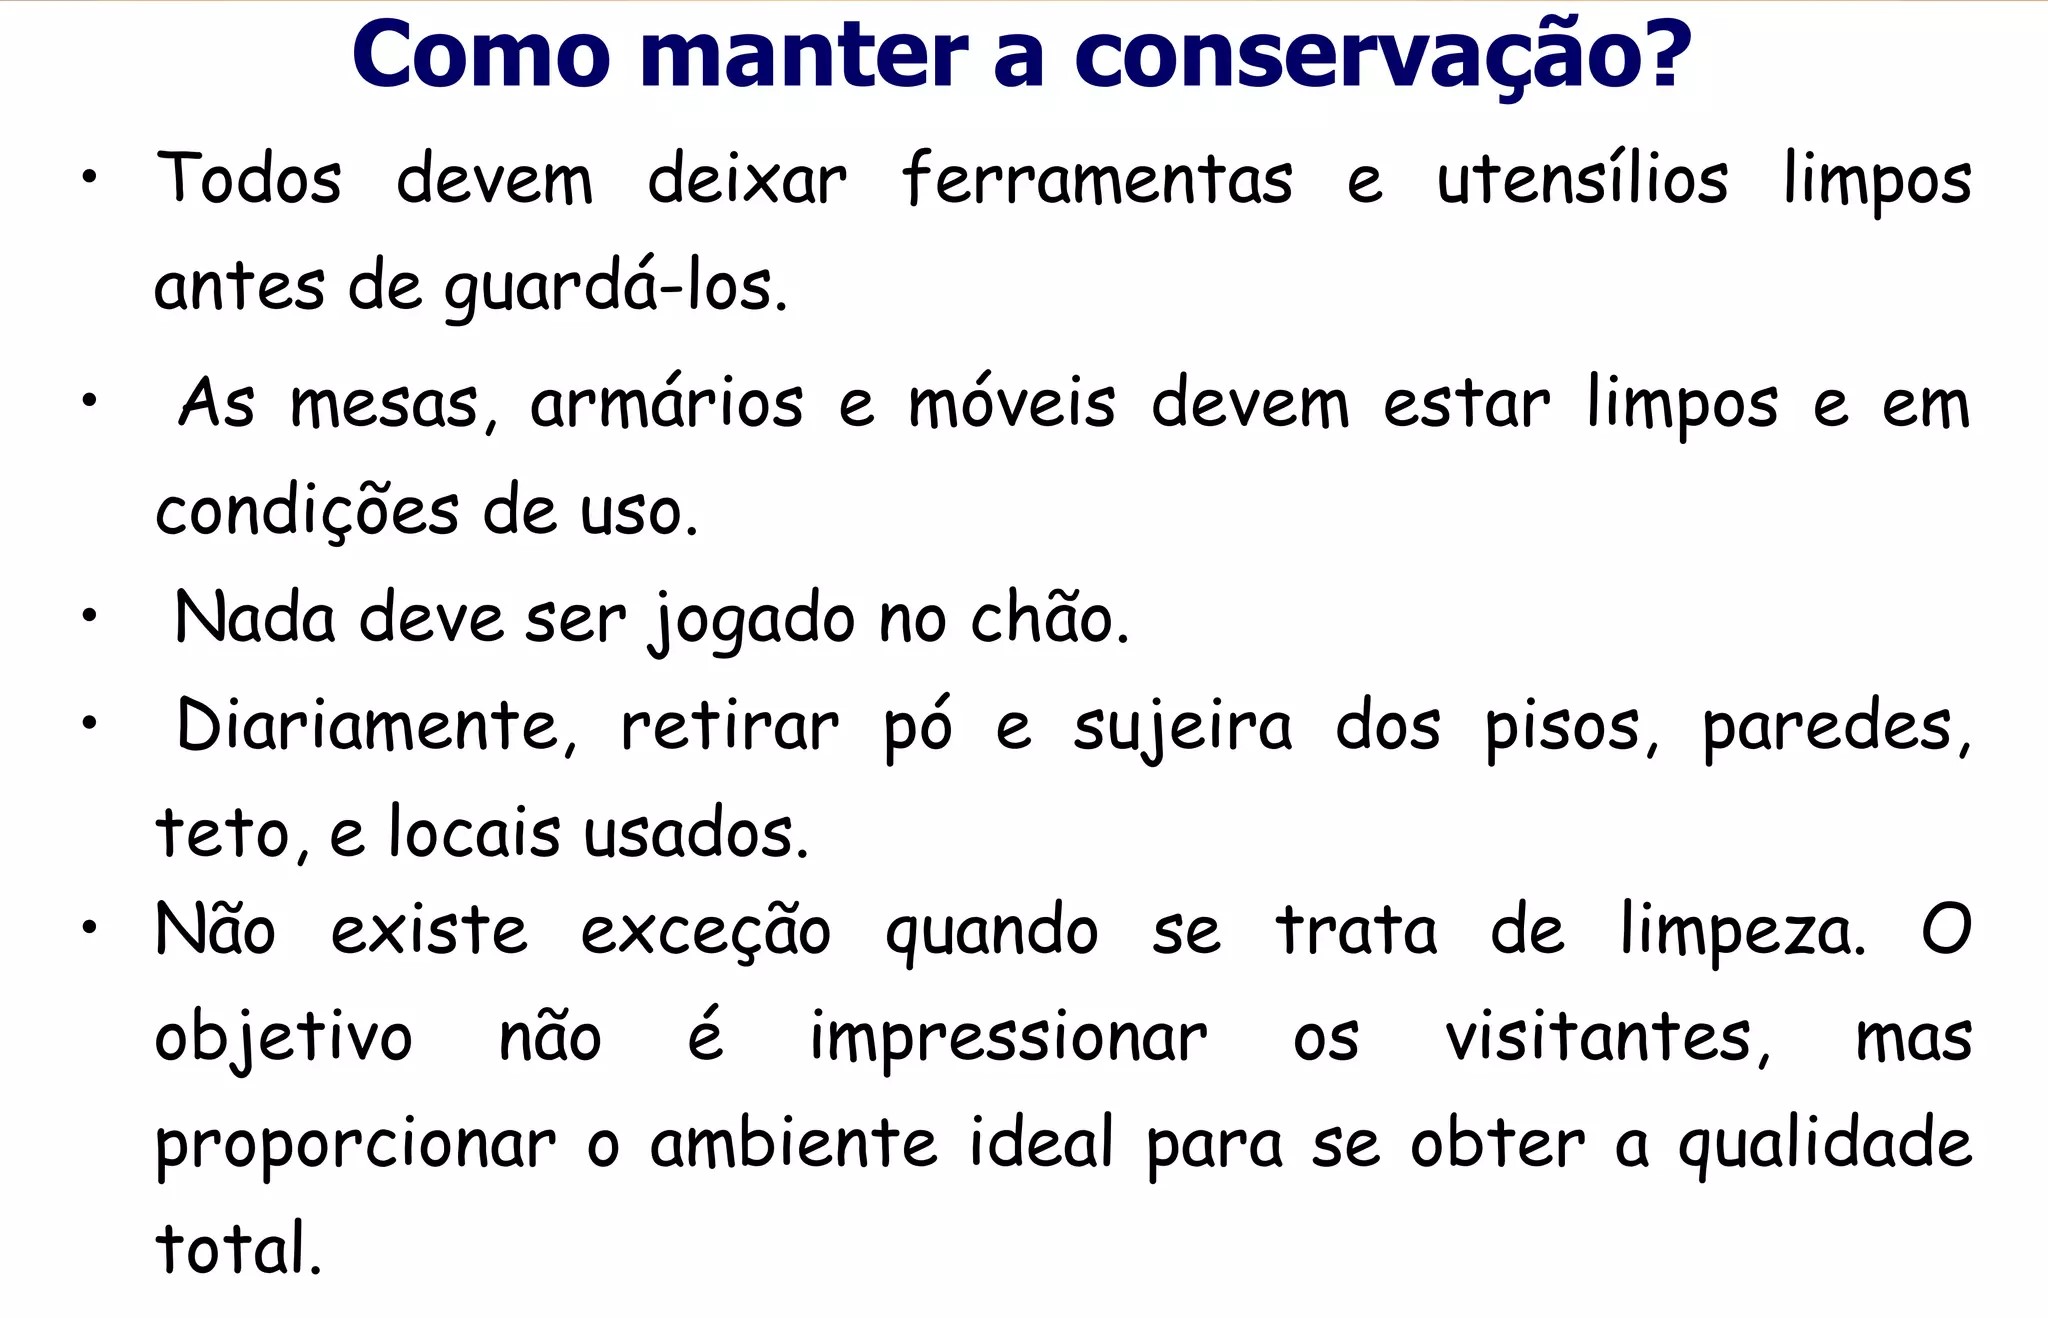 Como manter a conservação?
• Todos devem deixar ferramentas e utensílios limpos
antes de guardá-los.
• As mesas, armários e móveis devem estar limpos e em
condições de uso.
• Nada deve ser jogado no chão.
• Diariamente, retirar pó e sujeira dos pisos, paredes,
teto, e locais usados.
• Não existe exceção quando se trata de limpeza. O
objetivo não é impressionar os visitantes, mas
proporcionar o ambiente ideal para se obter a qualidade
total.